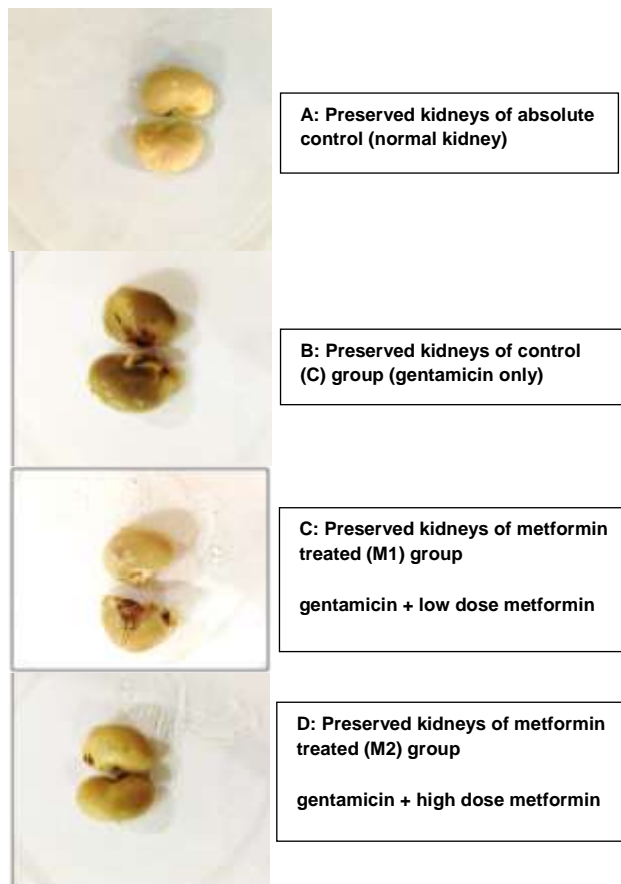 A: Preserved kidneys of absolute
control (normal kidney)
B: Preserved kidneys of control
(C) group (gentamicin only)
C: Preserved kidneys of metformin
treated (M1) group
gentamicin + low dose metformin
D: Preserved kidneys of metformin
treated (M2) group
gentamicin + high dose metformin